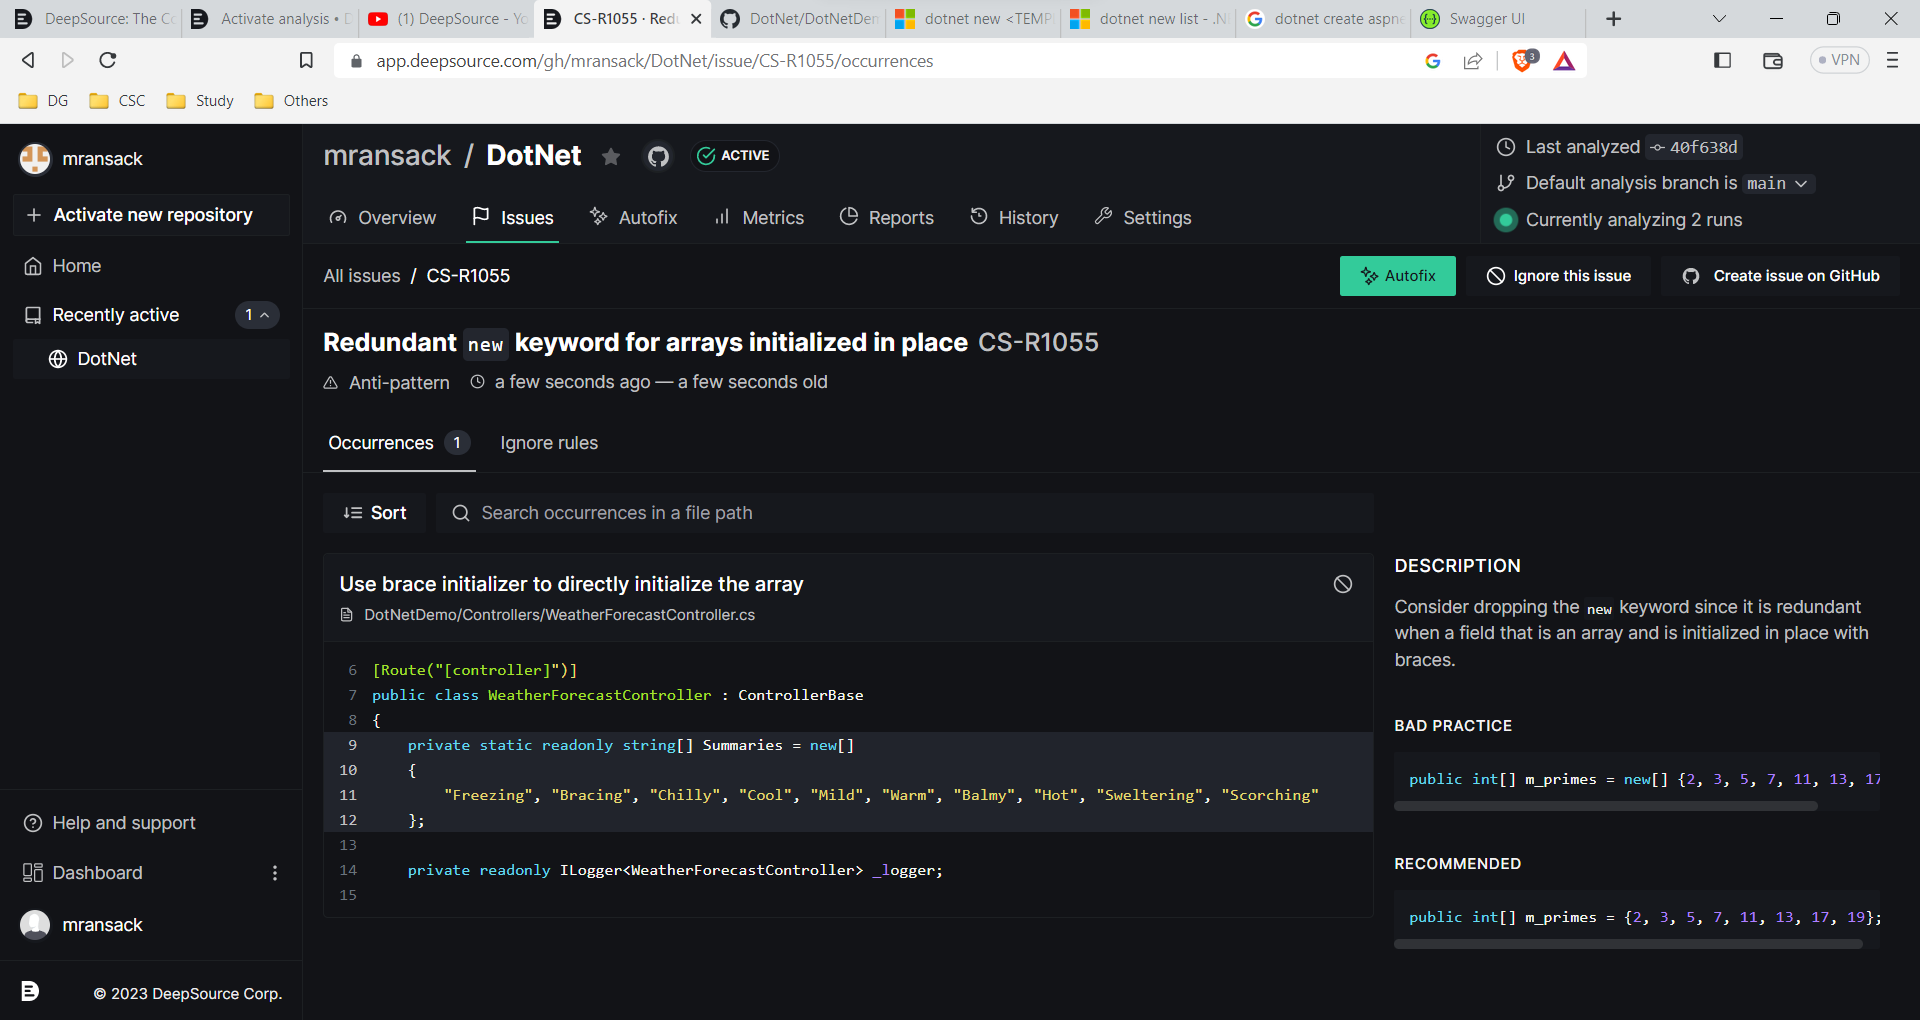 DeepSource: The C
Activate analysis •
(1) DeepSource - Yo
CS-R1055 · Redu
DotNet/DotNetDem
dotnet new <TEMP
dotnet new list - .N
dotnet create aspne
Swagger UI
app.deepsource.com/gh/mransack/DotNet/issue/CS-R1055/occurrences
3
VPN
DG
CSC
Study
Others
mransack
Activate new repository
Home
Recently active
1
DotNet
Help and support
Dashboard
mransack
© 2023 DeepSource Corp.
mransack / DotNet
ACTIVE
Overview
Issues
Autofix
Metrics
Reports
History
Settings
Last analyzed 40f638d
Default analysis branch is main
Currently analyzing 2 runs
All issues / CS-R1055
Autofix
Ignore this issue
Create issue on GitHub
Redundant new keyword for arrays initialized in place CS-R1055
Anti-pattern
a few seconds ago — a few seconds old
Occurrences 1
Ignore rules
Sort
Search occurrences in a file path
Use brace initializer to directly initialize the array
DotNetDemo/Controllers/WeatherForecastController.cs
6 [Route("[controller]")]
7 public class WeatherForecastController : ControllerBase
8 {
9 private static readonly string[] Summaries = new[]
10 {
11 "Freezing", "Bracing", "Chilly", "Cool", "Mild", "Warm", "Balmy", "Hot", "Sweltering", "Scorching"
12 };
13
14 private readonly ILogger<WeatherForecastController> _logger;
15
DESCRIPTION
Consider dropping the new keyword since it is redundant
when a field that is an array and is initialized in place with
braces.
BAD PRACTICE
public int[] m_primes = new[] {2, 3, 5, 7, 11, 13, 17
RECOMMENDED
public int[] m_primes = {2, 3, 5, 7, 11, 13, 17, 19};